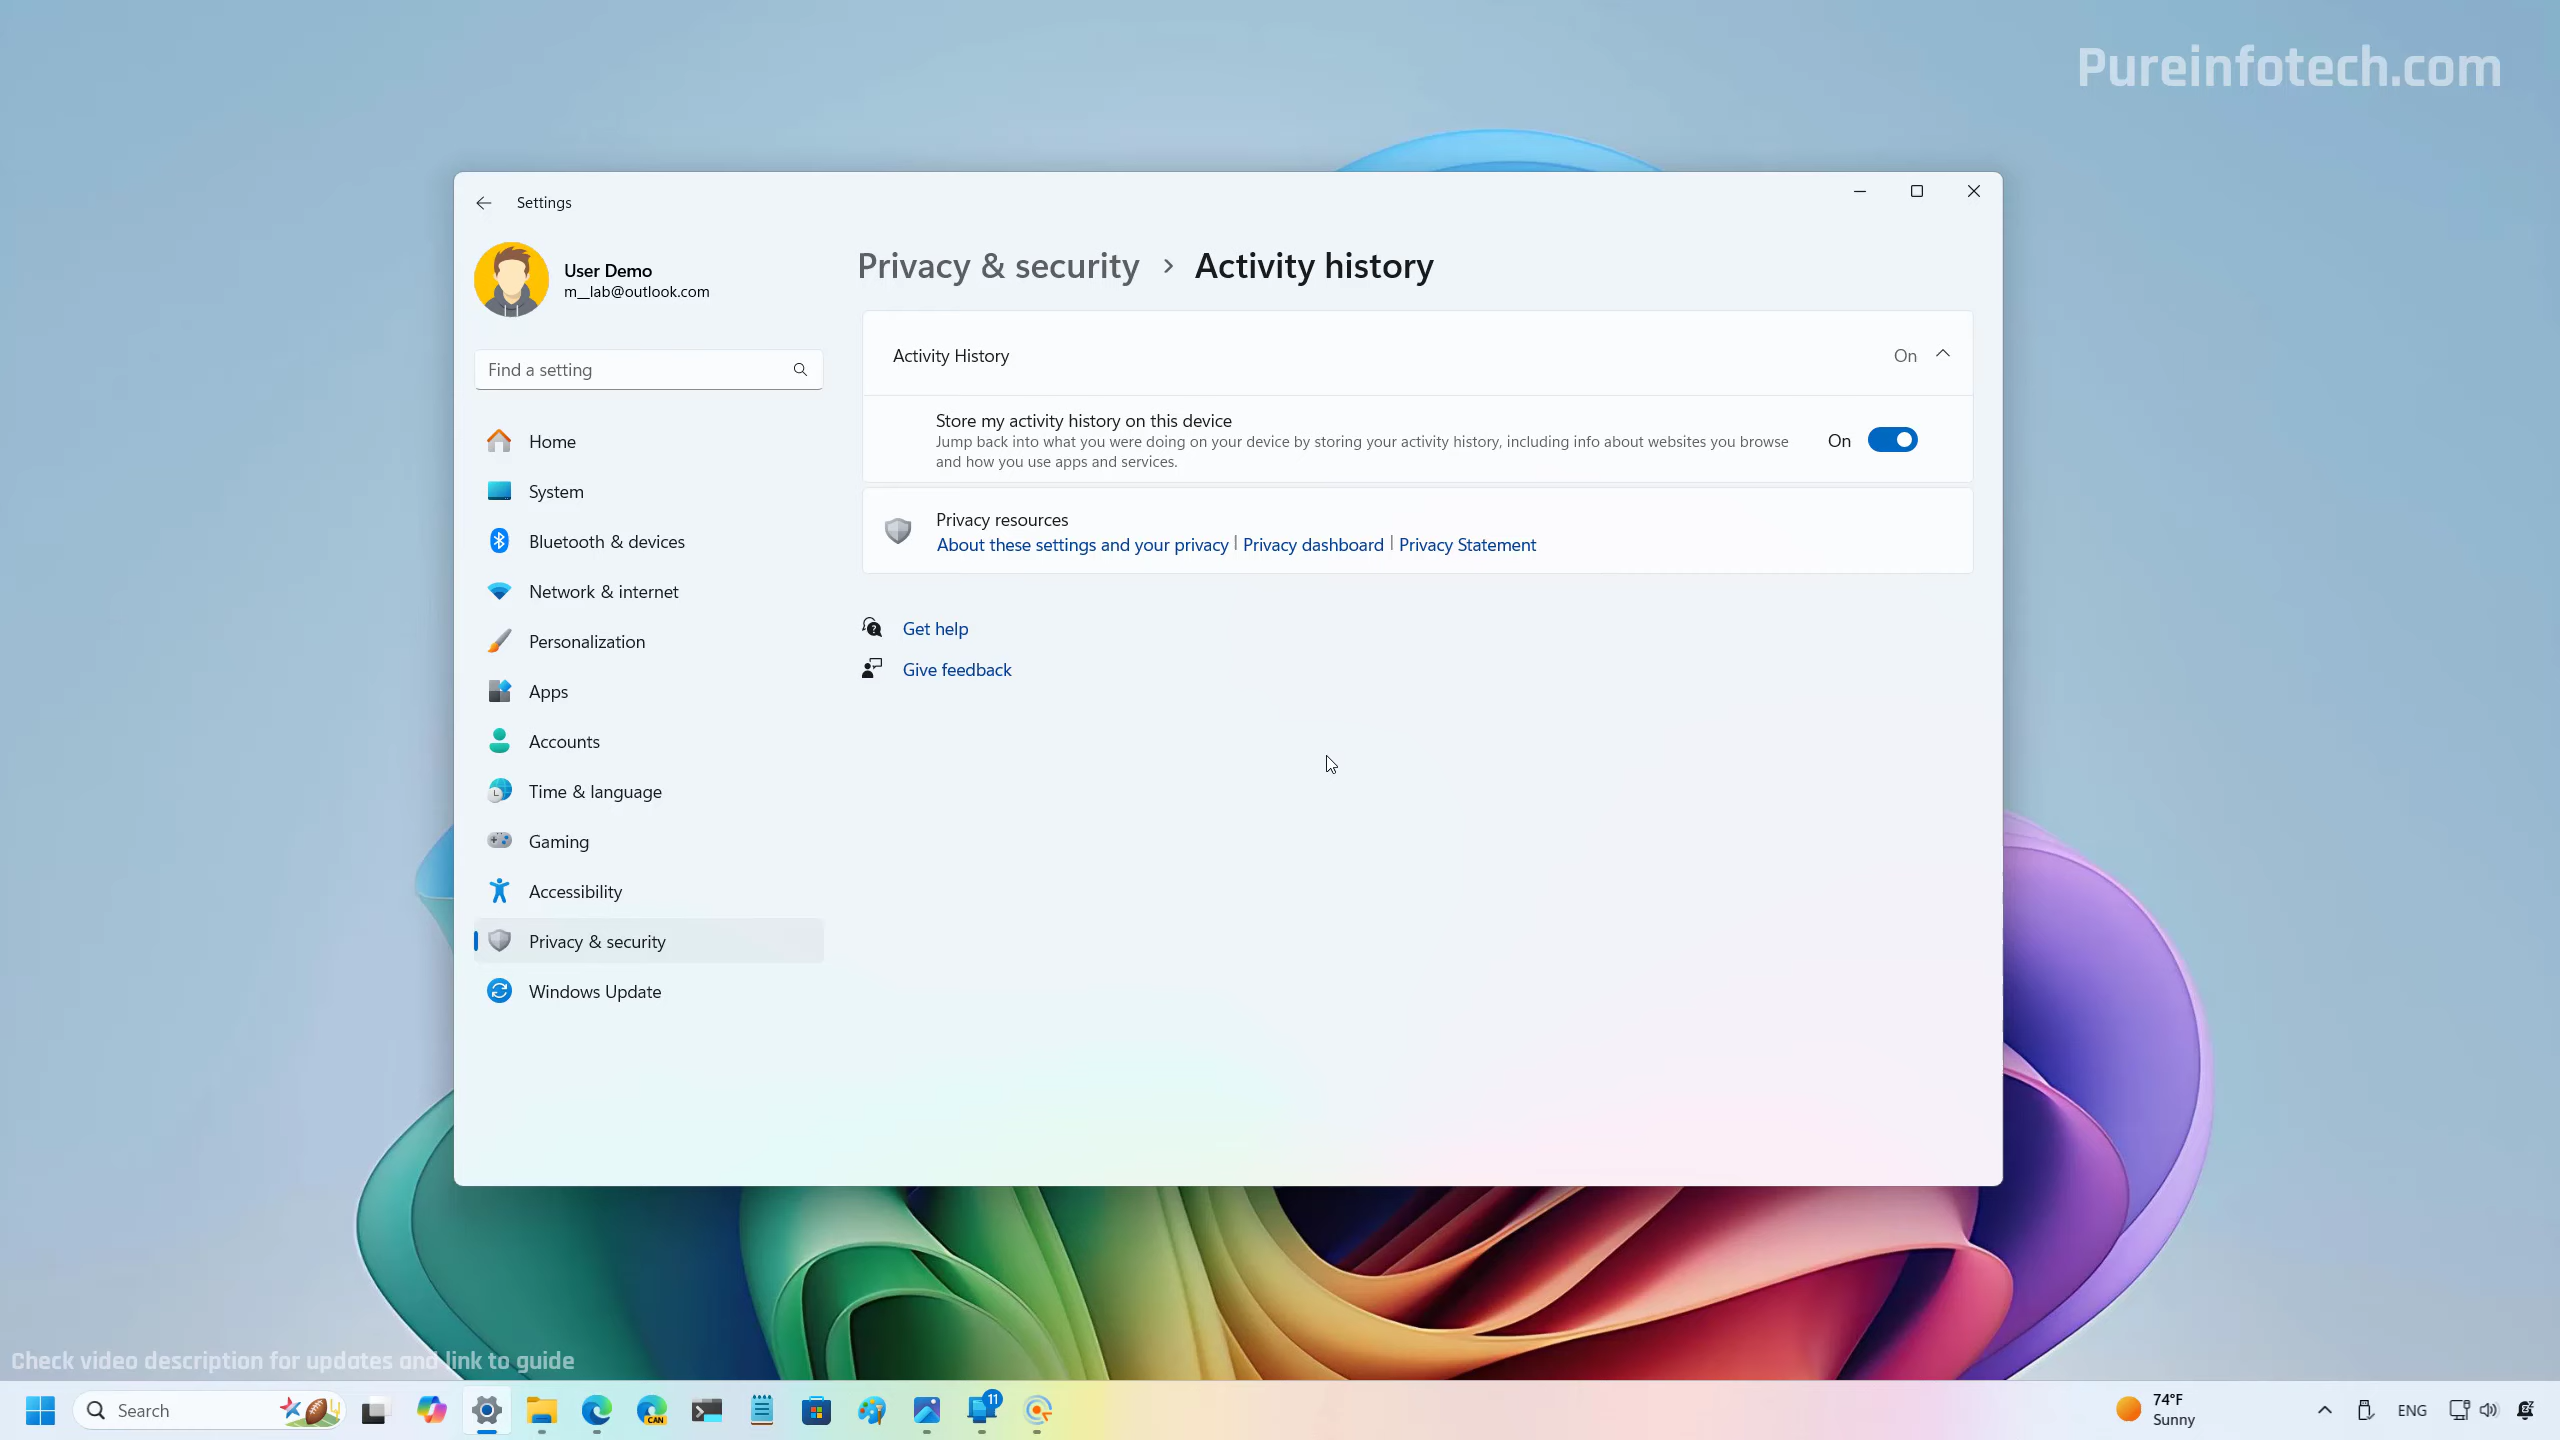 Pureinfotech.com
Settings
User Demo
m__lab@outlook.com
Find a setting
Home
System
Bluetooth & devices
Network & internet
Personalization
Apps
Accounts
Time & language
Gaming
Accessibility
Privacy & security
Windows Update
Privacy & security > Activity history
Activity History On
Store my activity history on this device
Jump back into what you were doing on your device by storing your activity history, including info about websites you browse
and how you use apps and services.
On
Privacy resources
About these settings and your privacy | Privacy dashboard | Privacy Statement
Get help
Give feedback
Check video description for updates and link to guide
Search
CAN
11
74°F
Sunny
ENG